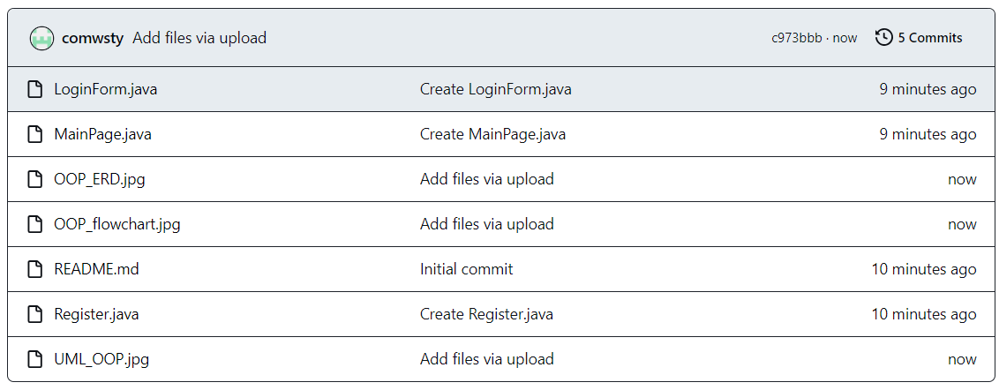 comwsty Add files via upload c973bbb · now 5 Commits
LoginForm.java Create LoginForm.java 9 minutes ago
MainPage.java Create MainPage.java 9 minutes ago
OOP_ERD.jpg Add files via upload now
OOP_flowchart.jpg Add files via upload now
README.md Initial commit 10 minutes ago
Register.java Create Register.java 10 minutes ago
UML_OOP.jpg Add files via upload now